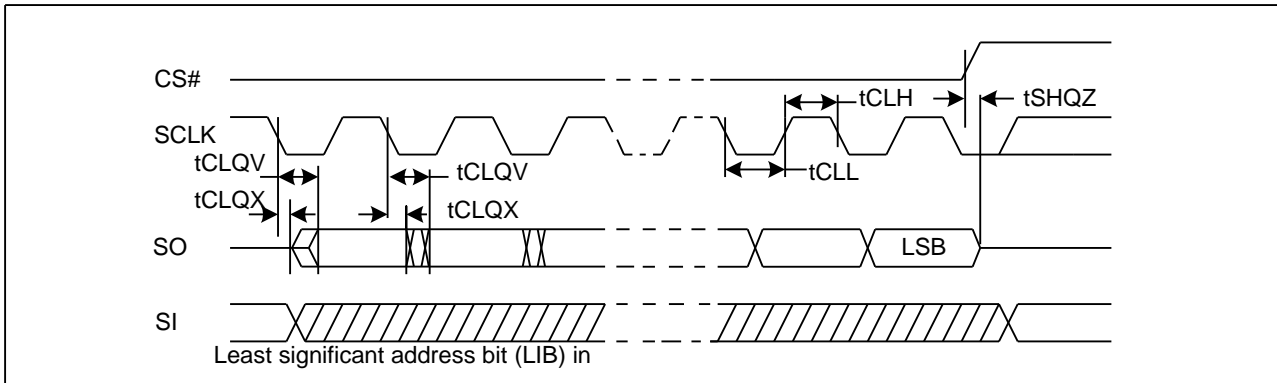 CS#
tSHQZ
tCLH
SCLK
tCLQV
tCLQV
tCLL
tCLQX
tCLQX
SO
LSB
SI
Least significant address bit (LIB) in